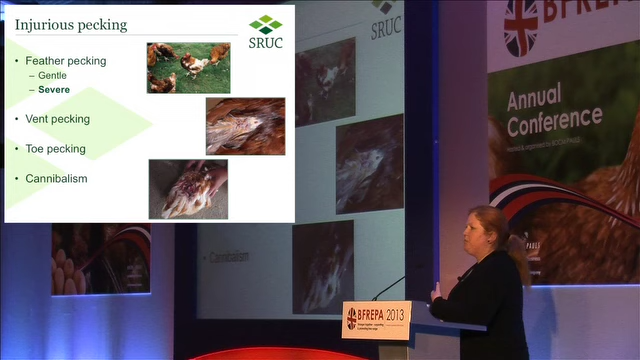 Injurious pecking
SRUC
• Feather pecking
– Gentle
– Severe
• Vent pecking
• Toe pecking
• Cannibalism
SRUC
Cannibalism
BFREPA
Annual
Conference
BFREPA 2013